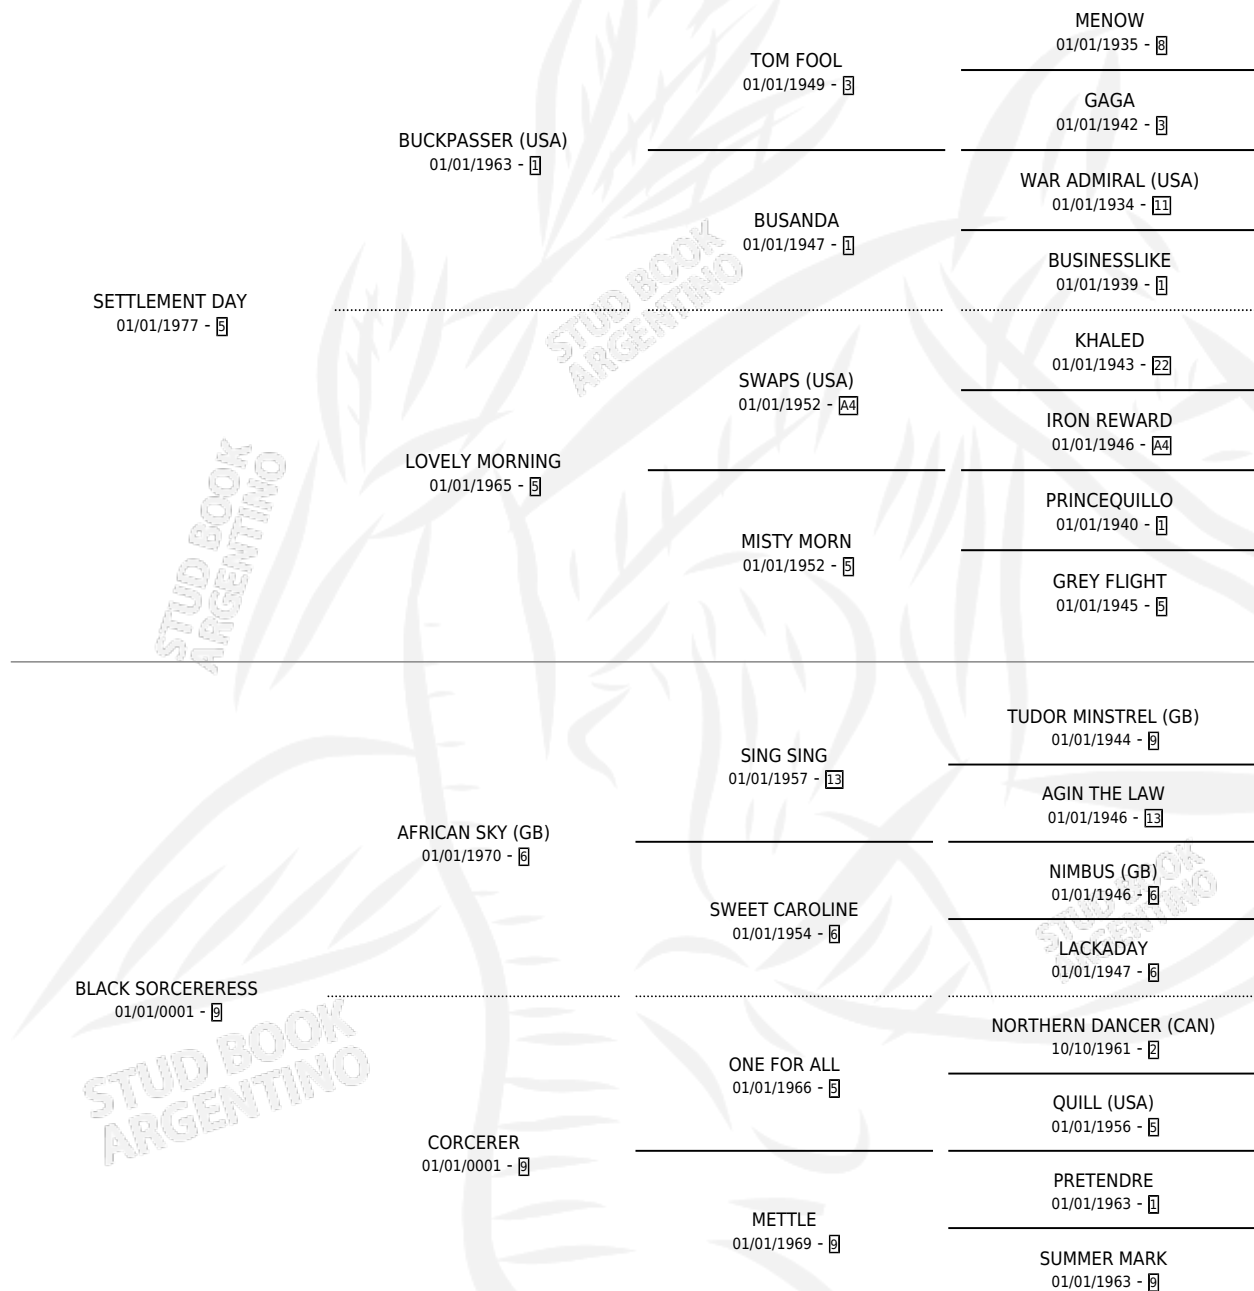 MENOW
01/01/1935 - 8
TOM FOOL
01/01/1949 - 3
GAGA
01/01/1942 - 3
BUCKPASSER (USA)
01/01/1963 - 1
WAR ADMIRAL (USA)
01/01/1934 - 11
BUSANDA
01/01/1947 - 1
BUSINESSLIKE
01/01/1939 - 1
SETTLEMENT DAY
01/01/1977 - 5
KHALED
01/01/1943 - 22
SWAPS (USA)
01/01/1952 - A4
IRON REWARD
01/01/1946 - A4
LOVELY MORNING
01/01/1965 - 5
PRINCEQUILLO
01/01/1940 - 1
MISTY MORN
01/01/1952 - 5
GREY FLIGHT
01/01/1945 - 5
TUDOR MINSTREL (GB)
01/01/1944 - 9
SING SING
01/01/1957 - 13
AGIN THE LAW
01/01/1946 - 13
AFRICAN SKY (GB)
01/01/1970 - 6
NIMBUS (GB)
01/01/1946 - 6
SWEET CAROLINE
01/01/1954 - 6
LACKADAY
01/01/1947 - 6
BLACK SORCERERESS
01/01/0001 - 9
NORTHERN DANCER (CAN)
10/10/1961 - 2
ONE FOR ALL
01/01/1966 - 5
QUILL (USA)
01/01/1956 - 5
CORCERER
01/01/0001 - 9
PRETENDRE
01/01/1963 - 1
METTLE
01/01/1969 - 9
SUMMER MARK
01/01/1963 - 9
STUD BOOK
ARGENTINO
STUD BOOK
ARGENTINO
STUD BOOK
ARGENTINO
STUD BOOK
ARGENTINO